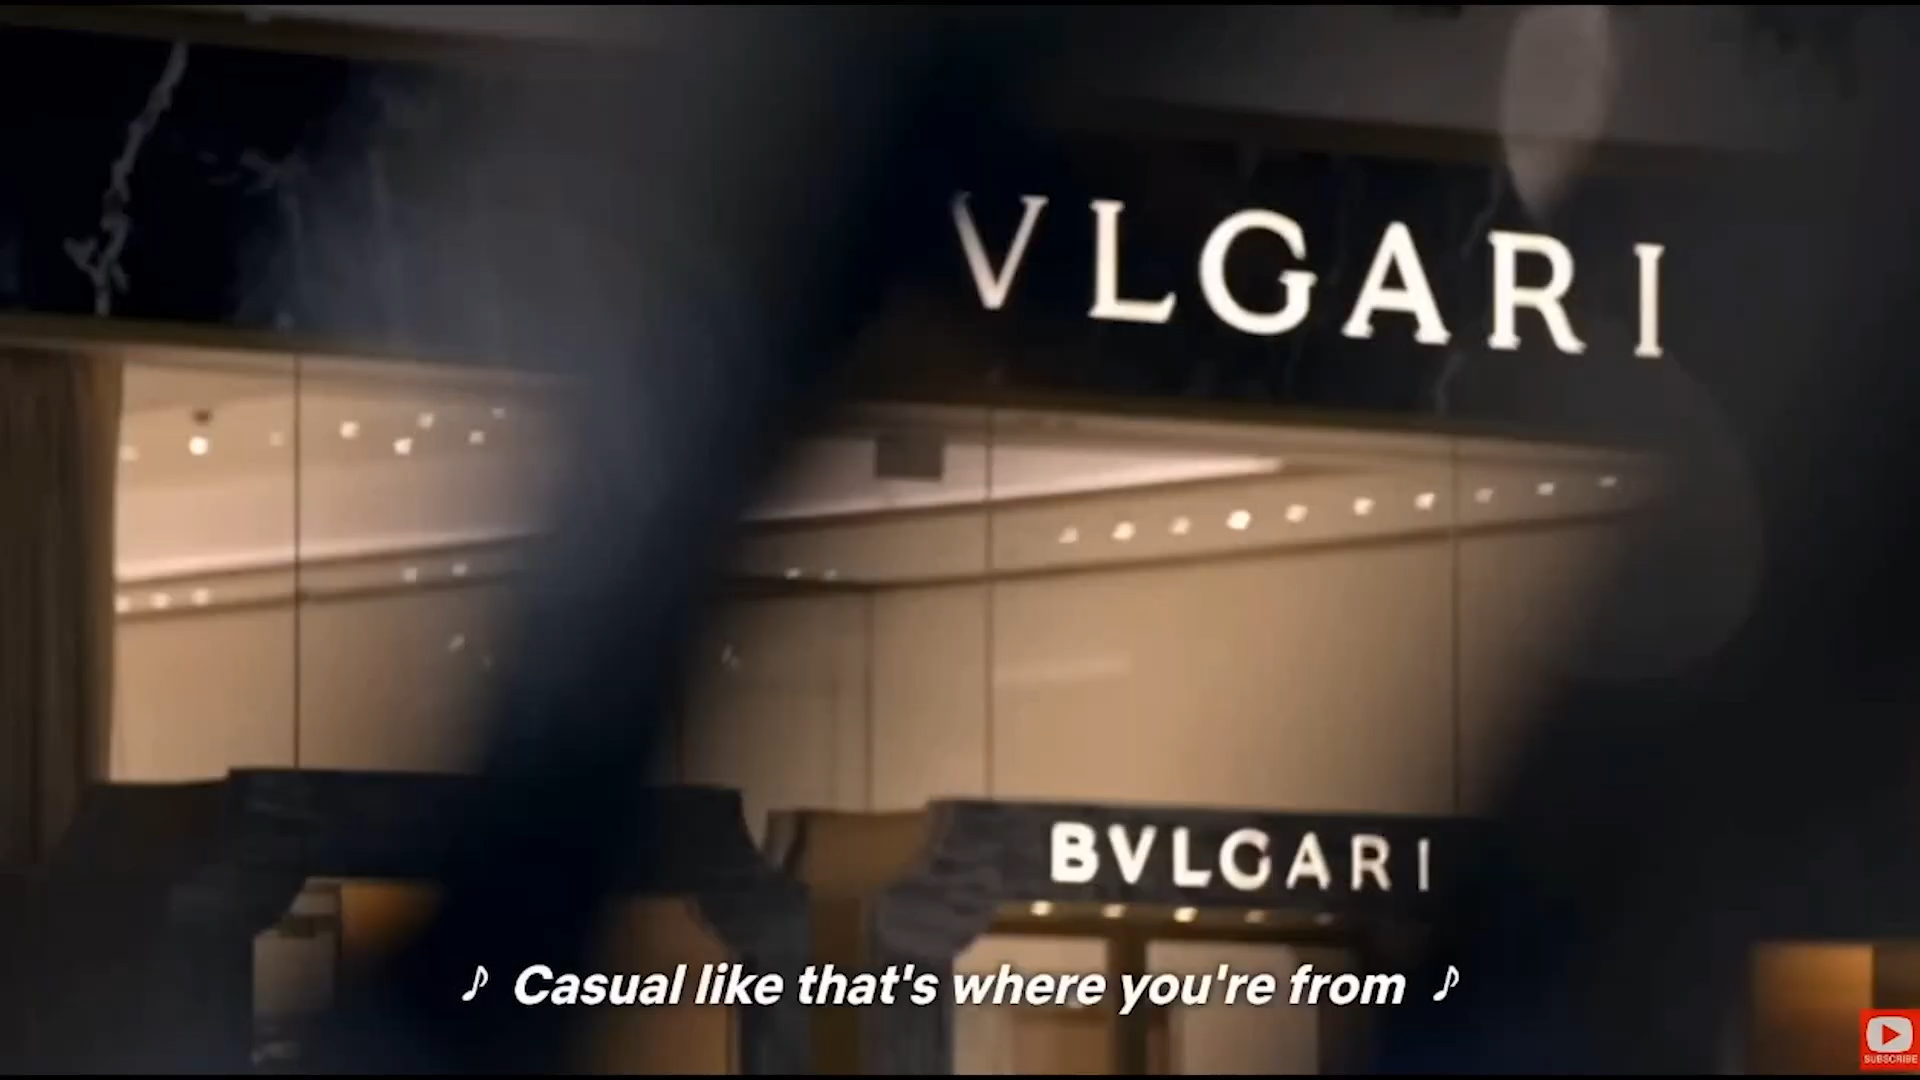 VLGARI
BVLGARI
♪ Casual like that's where you're from ♪
SUBSCRIBE